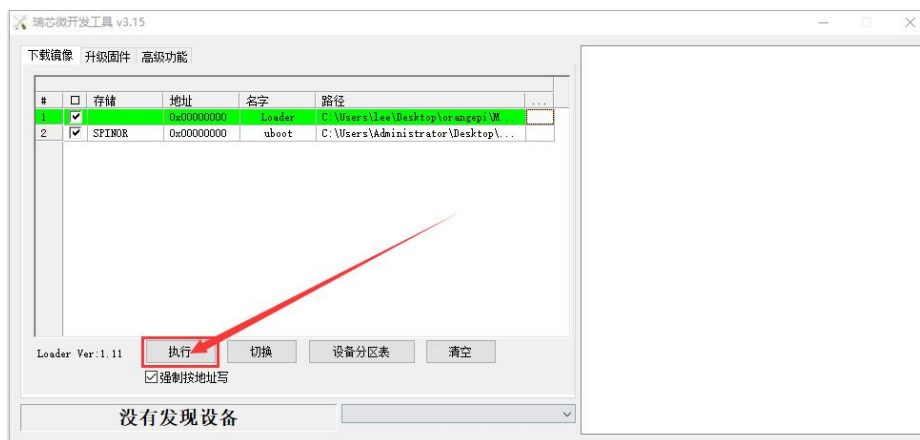 瑞芯微开发工具 v3.15
下载镜像 升级固件 高级功能
# 存储 地址 名字 路径 ...
1 0x00000000 Loader C:\Users\lee\Desktop\orangepi\M...
2 SPINOR 0x00000000 uboot C:\Users\Administrator\Desktop\...
Loader Ver:1.11 执行 切换 设备分区表 清空
强制按地址写
没有发现设备